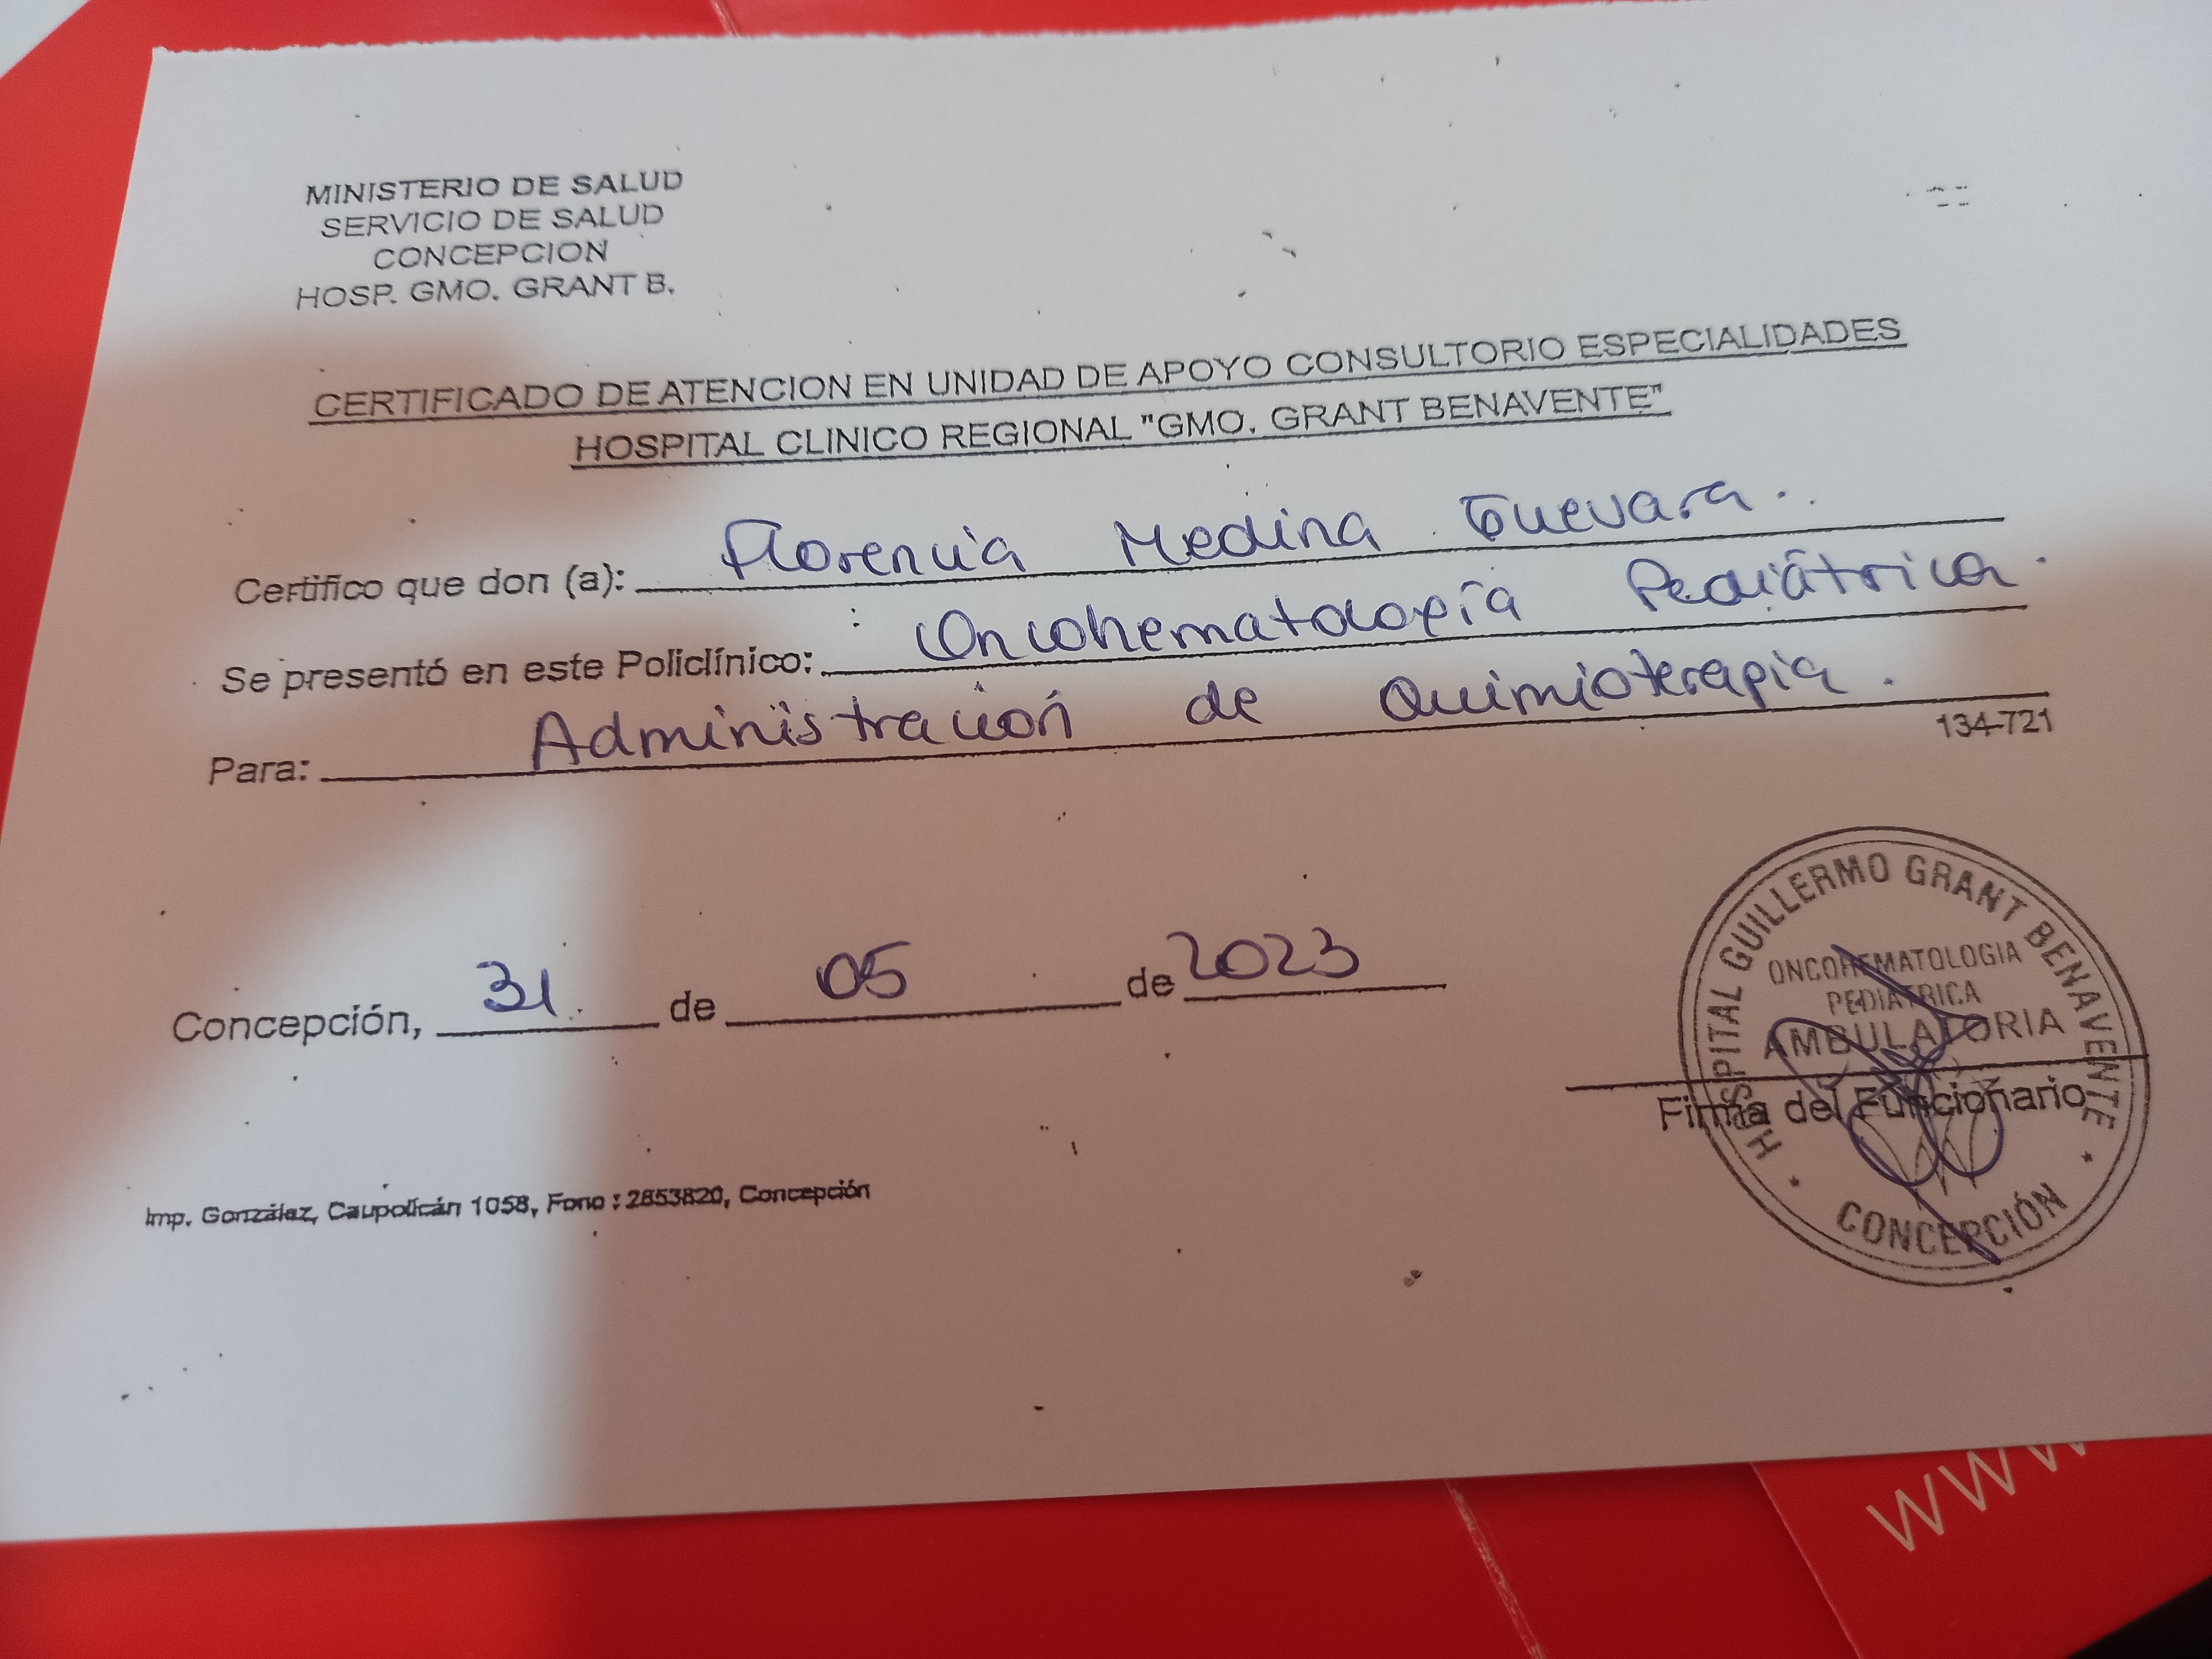 MINISTERIO DE SALUD
SERVICIO DE SALUD
CONCEPCION
HOSP. GMO. GRANT B.
CERTIFICADO DE ATENCION EN UNIDAD DE APOYO CONSULTORIO ESPECIALIDADES
HOSPITAL CLINICO REGIONAL "GMO. GRANT BENAVENTE"
Certifico que don (a): Florencia Medina Guevara.
Se presentó en este Policlínico: Oncohematología Pediátrica.
Para: Administración de Quimioterapia.
134-721
Concepción, 31 de 05 de 2023
HOSPITAL GUILLERMO GRANT BENAVENTE
ONCOHEMATOLOGIA
PEDIATRICA
AMBULATORIA
Firma del Funcionario
* CONCEPCIÓN *
Imp. González, Caupolicán 1058, Fono : 2853820, Concepción
www